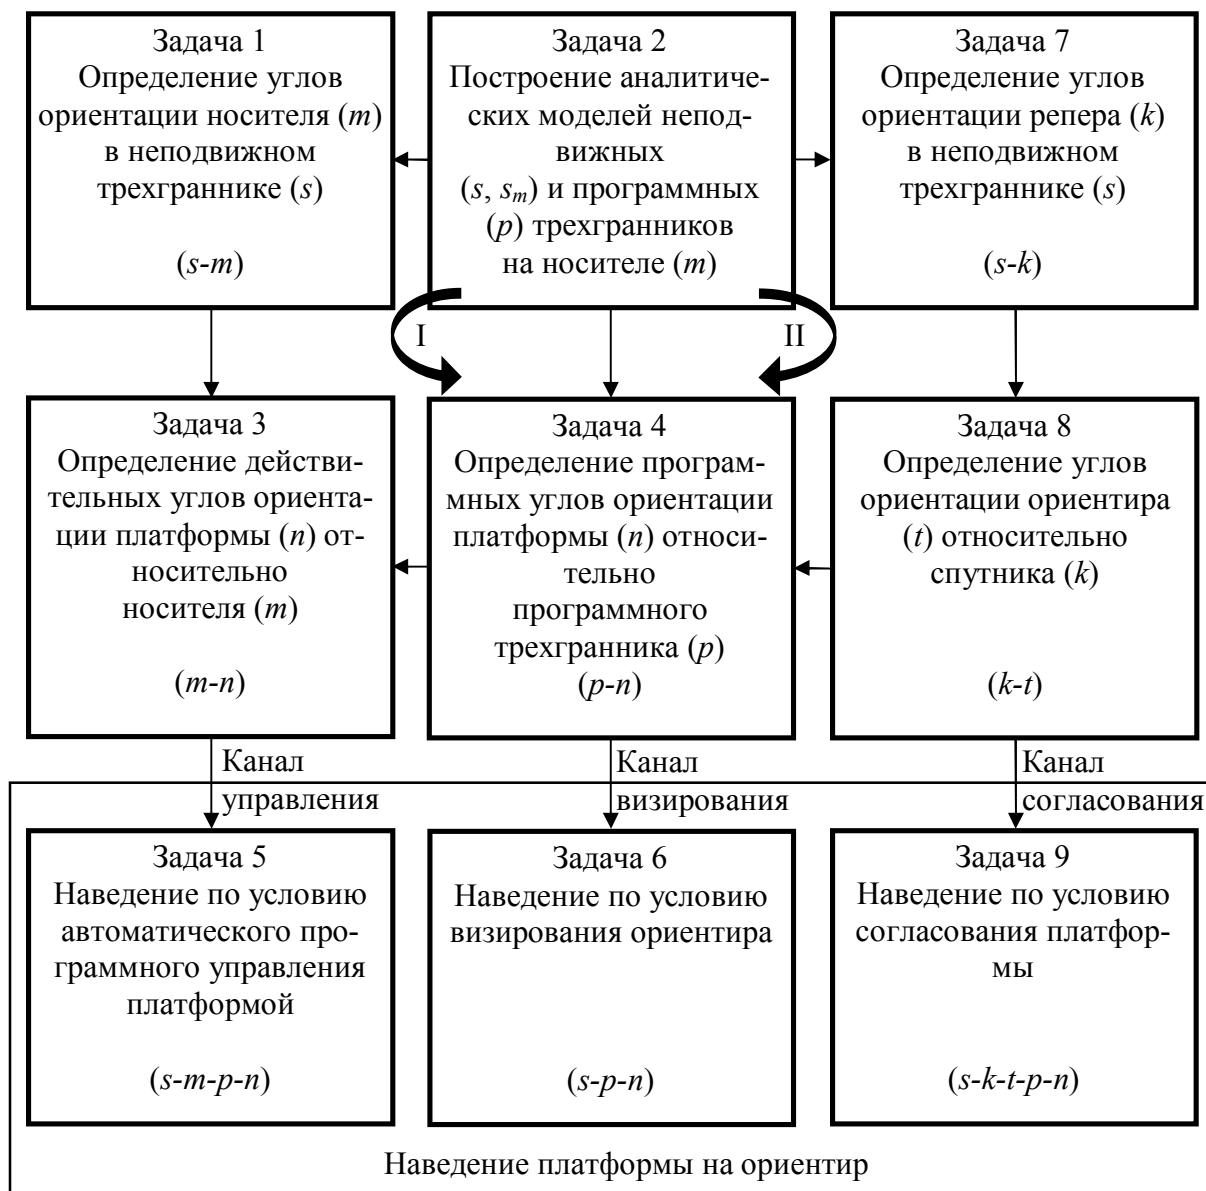 Задача 1
Определение углов
ориентации носителя (m)
в неподвижном
трехграннике (s)
(s-m)
Задача 2
Построение аналитиче-
ских моделей непод-
вижных
(s, sm) и программных
(p) трехгранников
на носителе (m)
Задача 7
Определение углов
ориентации репера (k)
в неподвижном
трехграннике (s)
(s-k)
I
II
Задача 3
Определение действи-
тельных углов ориента-
ции платформы (n) от-
носительно
носителя (m)
(m-n)
Задача 4
Определение програм-
мных углов ориентации
платформы (n) относи-
тельно
программного
трехгранника (p)
(p-n)
Задача 8
Определение углов
ориентации ориентира
(t) относительно
спутника (k)
(k-t)
Канал
управления
Канал
визирования
Канал
согласования
Задача 5
Наведение по условию
автоматического про-
граммного управления
платформой
(s-m-p-n)
Задача 6
Наведение по условию
визирования ориентира
(s-p-n)
Задача 9
Наведение по условию
согласования платфор-
мы
(s-k-t-p-n)
Наведение платформы на ориентир